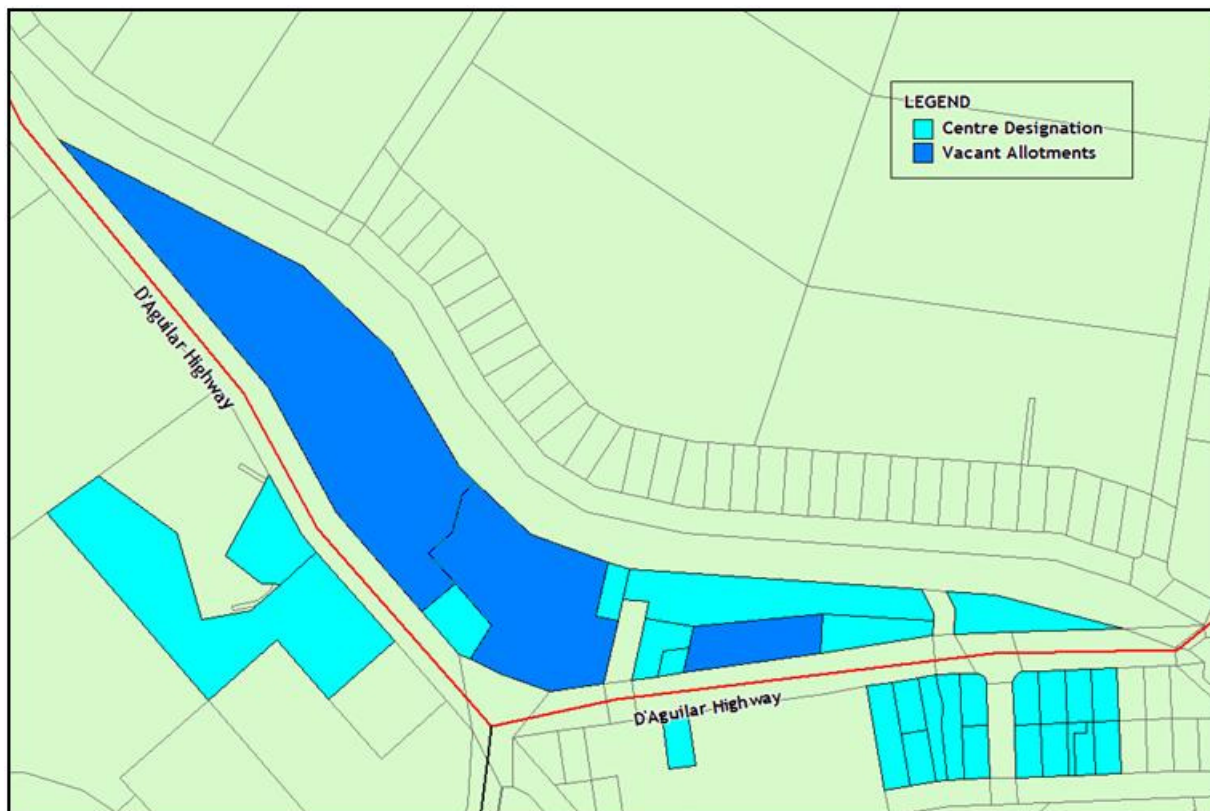 LEGEND
Centre Designation
Vacant Allotments
D'Aguilar Highway
D'Aguilar Highway